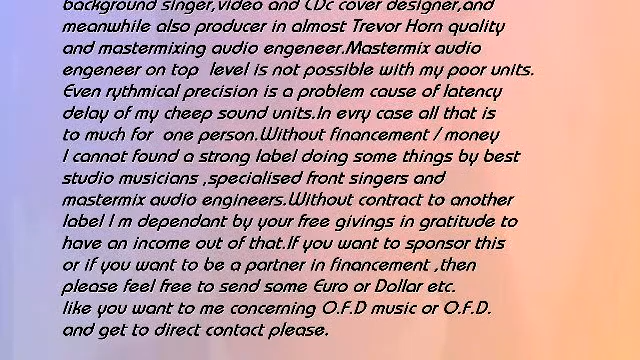 background singer,video and CDc cover designer,and
meanwhile also producer in almost Trevor Horn quality
and mastermixing audio engeneer.Mastermix audio
engeneer on top level is not possible with my poor units.
Even rythmical precision is a problem cause of latency
delay of my cheep sound units.In evry case all that is
to much for one person.Without financement / money
I cannot found a strong label doing some things by best
studio musicians ,specialised front singers and
mastermix audio engineers.Without contract to another
label I m dependant by your free givings in gratitude to
have an income out of that.If you want to sponsor this
or if you want to be a partner in financement ,then
please feel free to send some Euro or Dollar etc.
like you want to me concerning O.F.D music or O.F.D.
and get to direct contact please.